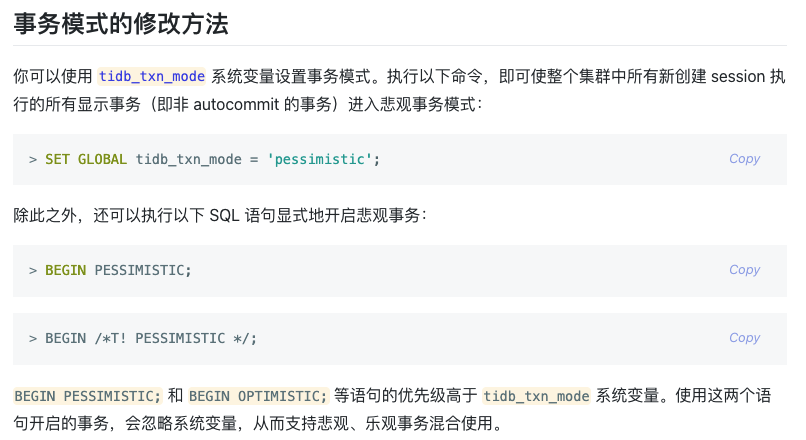 事务模式的修改方法
你可以使用 tidb_txn_mode 系统变量设置事务模式。执行以下命令，即可使整个集群中所有新创建 session 执
行的所有显示事务（即非 autocommit 的事务）进入悲观事务模式：
> SET GLOBAL tidb_txn_mode = 'pessimistic'; Copy
除此之外，还可以执行以下 SQL 语句显式地开启悲观事务：
> BEGIN PESSIMISTIC; Copy
> BEGIN /*T! PESSIMISTIC */; Copy
BEGIN PESSIMISTIC; 和 BEGIN OPTIMISTIC; 等语句的优先级高于 tidb_txn_mode 系统变量。使用这两个语
句开启的事务，会忽略系统变量，从而支持悲观、乐观事务混合使用。